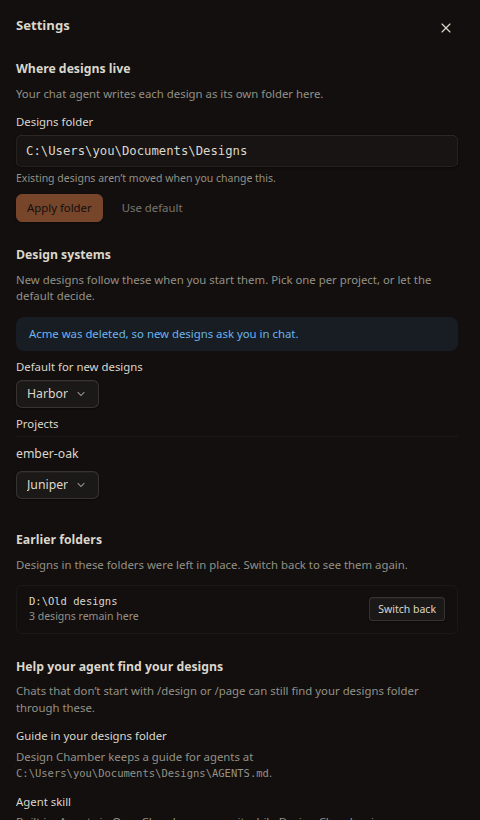 Settings
Where designs live
Your chat agent writes each design as its own folder here.
Designs folder
C:\Users\you\Documents\Designs
Existing designs aren’t moved when you change this.
Apply folder
Use default
Design systems
New designs follow these when you start them. Pick one per project, or let the
default decide.
Acme was deleted, so new designs ask you in chat.
Default for new designs
Harbor
Projects
ember-oak
Juniper
Earlier folders
Designs in these folders were left in place. Switch back to see them again.
D:\Old designs
3 designs remain here
Switch back
Help your agent find your designs
Chats that don’t start with /design or /page can still find your designs folder
through these.
Guide in your designs folder
Design Chamber keeps a guide for agents at
C:\Users\you\Documents\Designs\AGENTS.md.
Agent skill